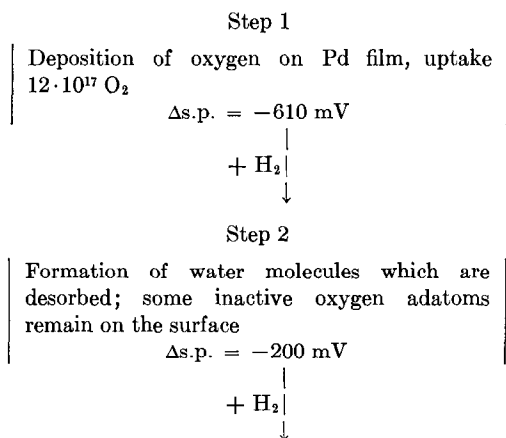 Step 1
Deposition of oxygen on Pd film, uptake
12·10¹⁷ O₂
Δs.p. = −610 mV
+ H₂
Step 2
Formation of water molecules which are
desorbed; some inactive oxygen adatoms
remain on the surface
Δs.p. = −200 mV
+ H₂